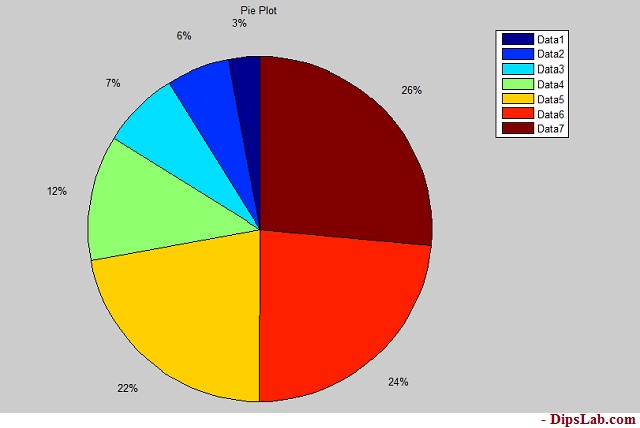 Pie Plot
3%
6%
7%
12%
22%
24%
26%
Data1
Data2
Data3
Data4
Data5
Data6
Data7
- DipsLab.com